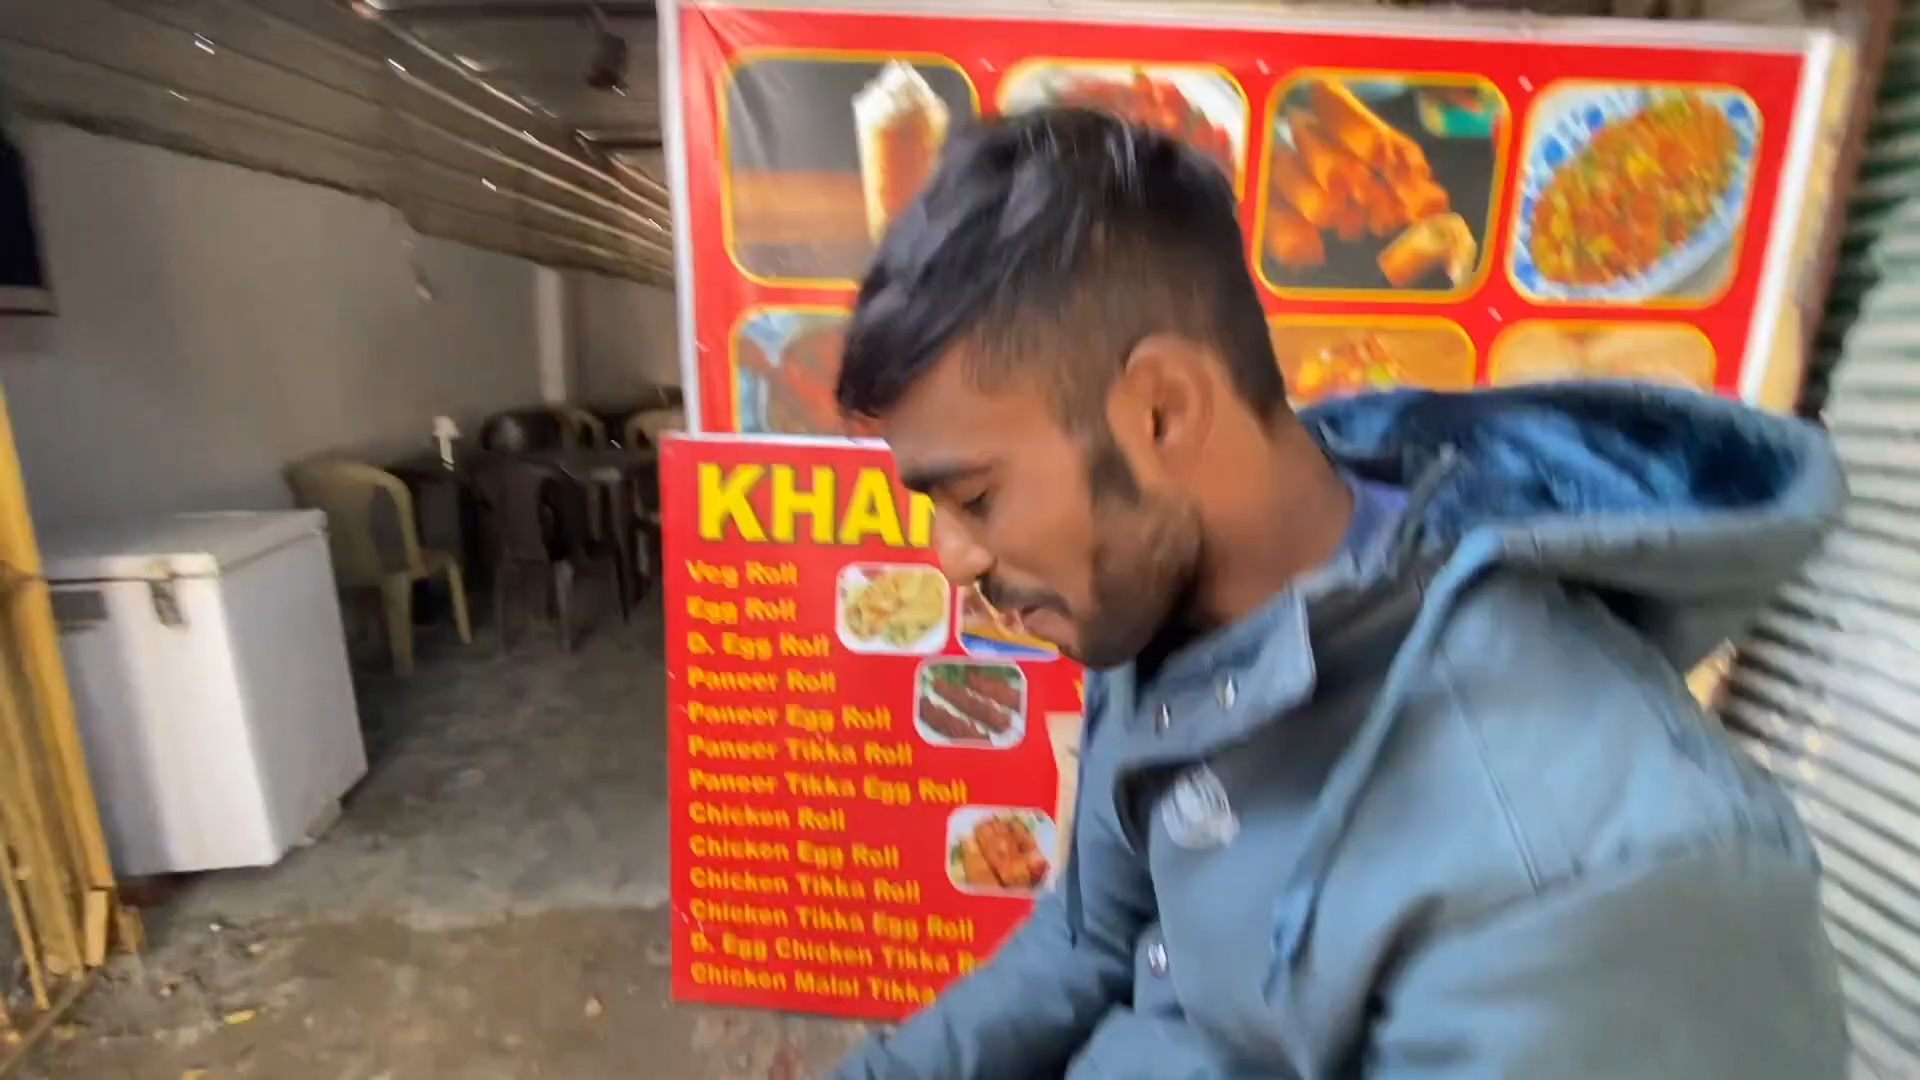 KHA
Veg Roll
Egg Roll
D. Egg Roll
Paneer Roll
Paneer Egg Roll
Paneer Tikka Roll
Paneer Tikka Egg Roll
Chicken Roll
Chicken Egg Roll
Chicken Tikka Roll
Chicken Tikka Egg Roll
D. Egg Chicken Tikka
Chicken Malai Tikka